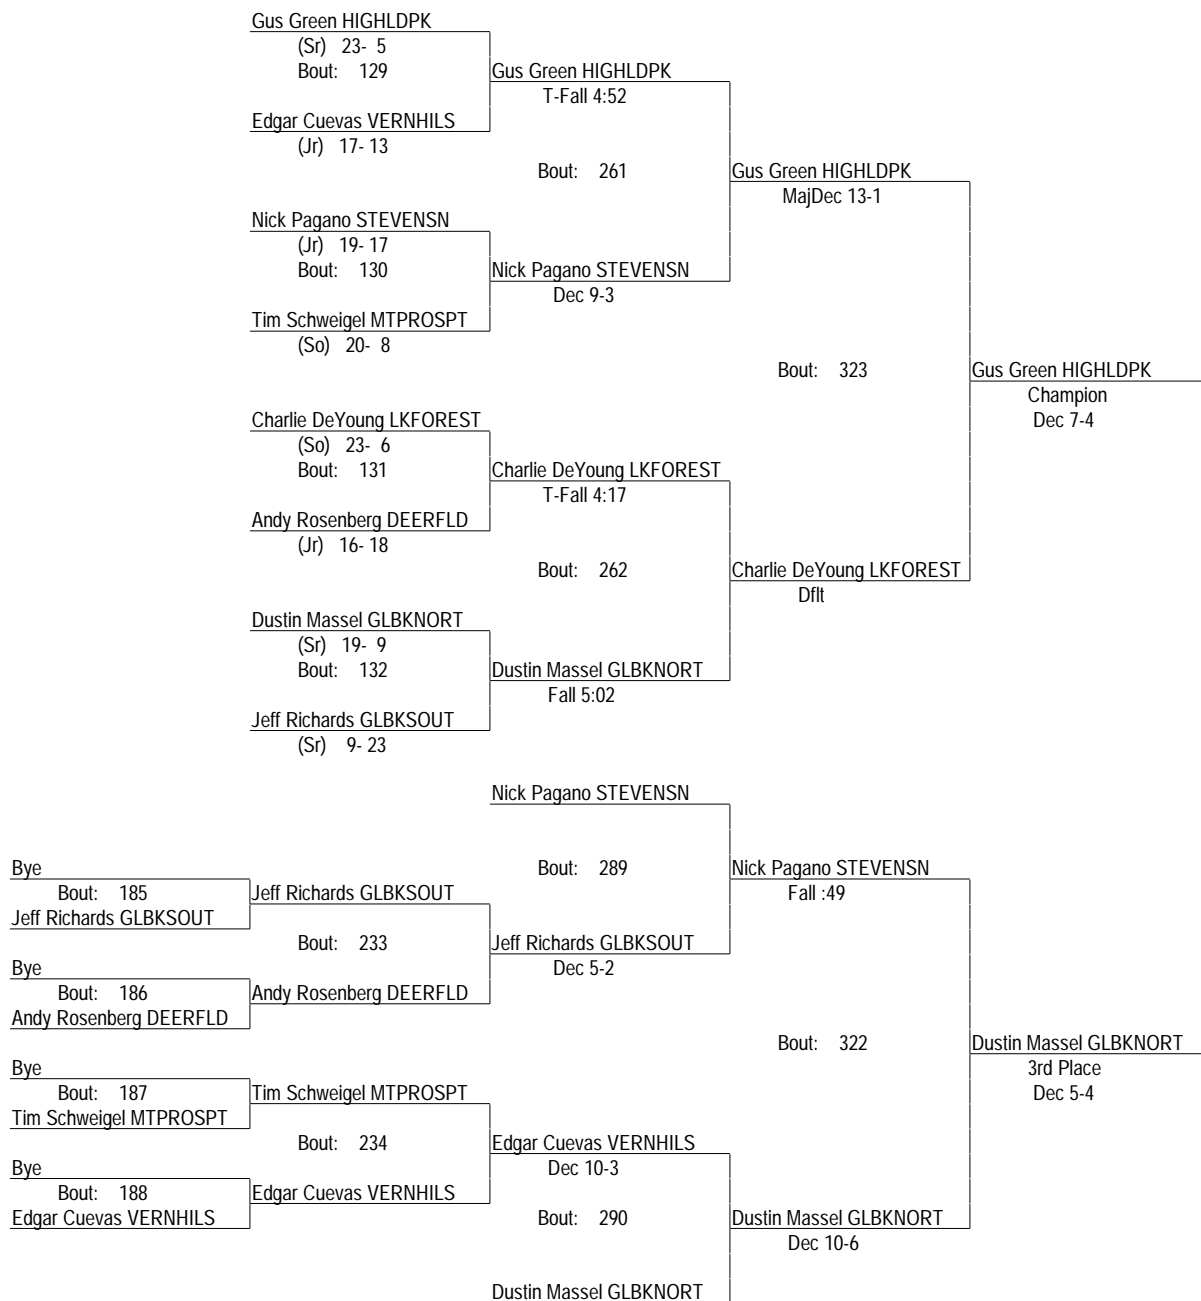 Gus Green HIGHLDPK
(Sr) 23- 5
Bout: 129
Gus Green HIGHLDPK
T-Fall 4:52
Edgar Cuevas VERNHILS
(Jr) 17- 13
Bout: 261
Gus Green HIGHLDPK
MajDec 13-1
Nick Pagano STEVENSN
(Jr) 19- 17
Bout: 130
Nick Pagano STEVENSN
Dec 9-3
Tim Schweigel MTPROSPT
(So) 20- 8
Bout: 323
Gus Green HIGHLDPK
Champion
Dec 7-4
Charlie DeYoung LKFOREST
(So) 23- 6
Bout: 131
Charlie DeYoung LKFOREST
T-Fall 4:17
Andy Rosenberg DEERFLD
(Jr) 16- 18
Bout: 262
Charlie DeYoung LKFOREST
Dflt
Dustin Massel GLBKNORT
(Sr) 19- 9
Bout: 132
Dustin Massel GLBKNORT
Fall 5:02
Jeff Richards GLBKSOUT
(Sr) 9- 23
Nick Pagano STEVENSN
Bout: 289
Nick Pagano STEVENSN
Fall :49
Bye
Bout: 185
Jeff Richards GLBKSOUT
Jeff Richards GLBKSOUT
Bout: 233
Jeff Richards GLBKSOUT
Dec 5-2
Bye
Bout: 186
Andy Rosenberg DEERFLD
Andy Rosenberg DEERFLD
Bout: 322
Dustin Massel GLBKNORT
3rd Place
Dec 5-4
Bye
Bout: 187
Tim Schweigel MTPROSPT
Tim Schweigel MTPROSPT
Bout: 234
Edgar Cuevas VERNHILS
Dec 10-3
Bye
Bout: 188
Edgar Cuevas VERNHILS
Edgar Cuevas VERNHILS
Bout: 290
Dustin Massel GLBKNORT
Dec 10-6
Dustin Massel GLBKNORT